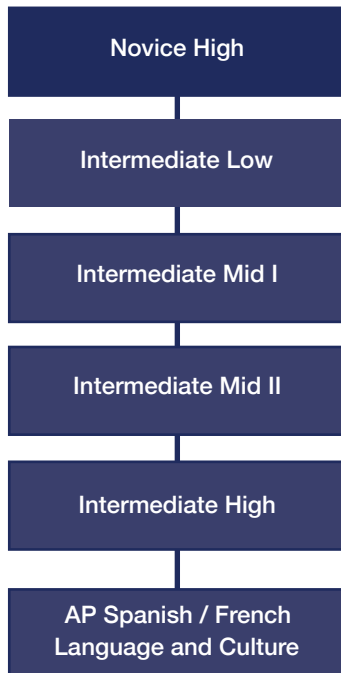 Novice High
Intermediate Low
Intermediate Mid I
Intermediate Mid II
Intermediate High
AP Spanish / French
Language and Culture